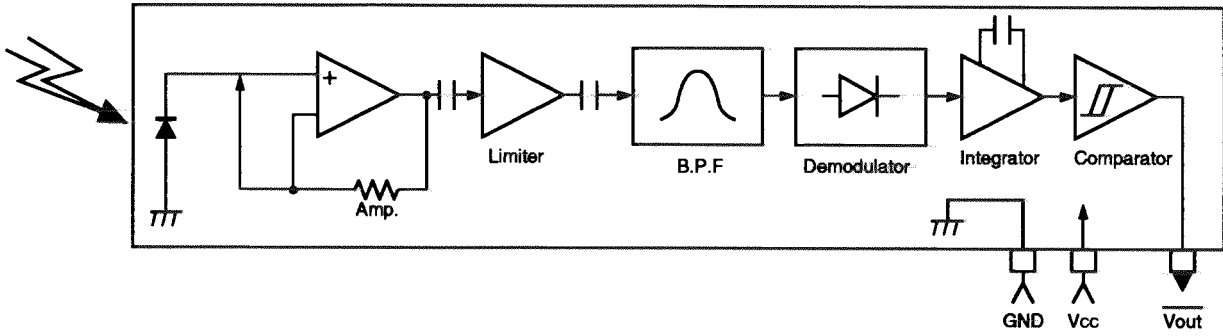 +
Limiter
B.P.F
Demodulator
Integrator
Comparator
Amp.
GND
Vcc
Vout